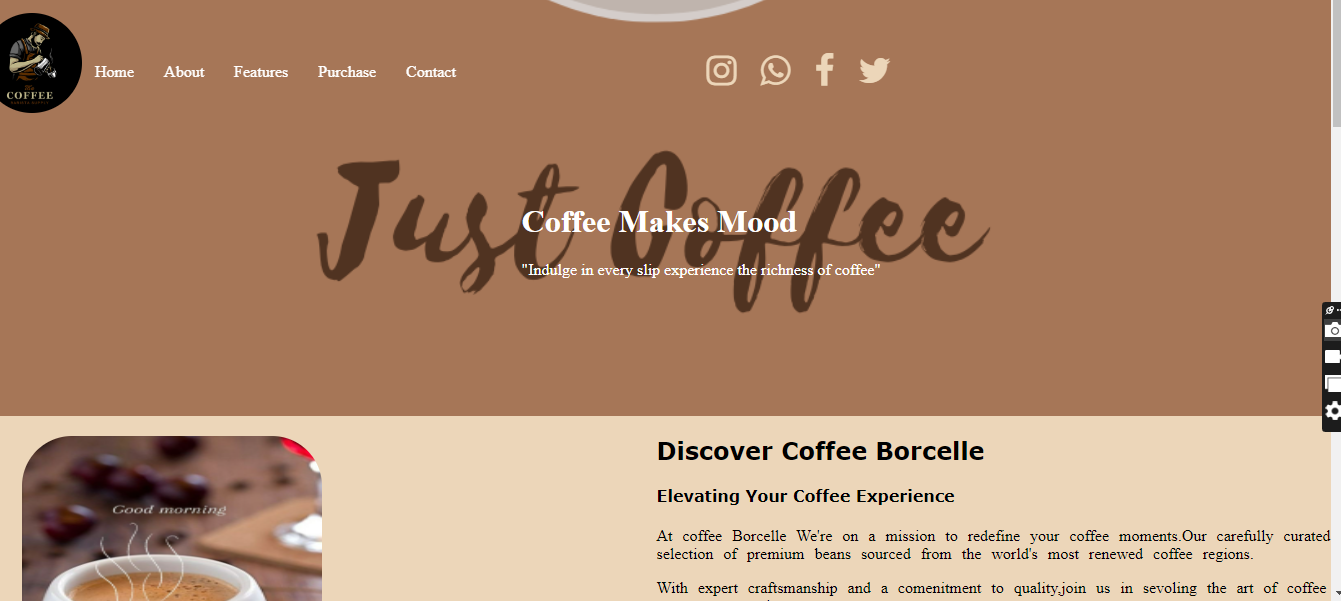 COFFEE
Home About Features Purchase Contact
Just Coffee
Coffee Makes Mood
"Indulge in every slip experience the richness of coffee"
Good morning
Discover Coffee Borcelle
Elevating Your Coffee Experience
At coffee Borcelle We're on a mission to redefine your coffee moments.Our carefully curated
selection of premium beans sourced from the world's most renewed coffee regions.
With expert craftsmanship and a comenitment to quality,join us in sevoling the art of coffee